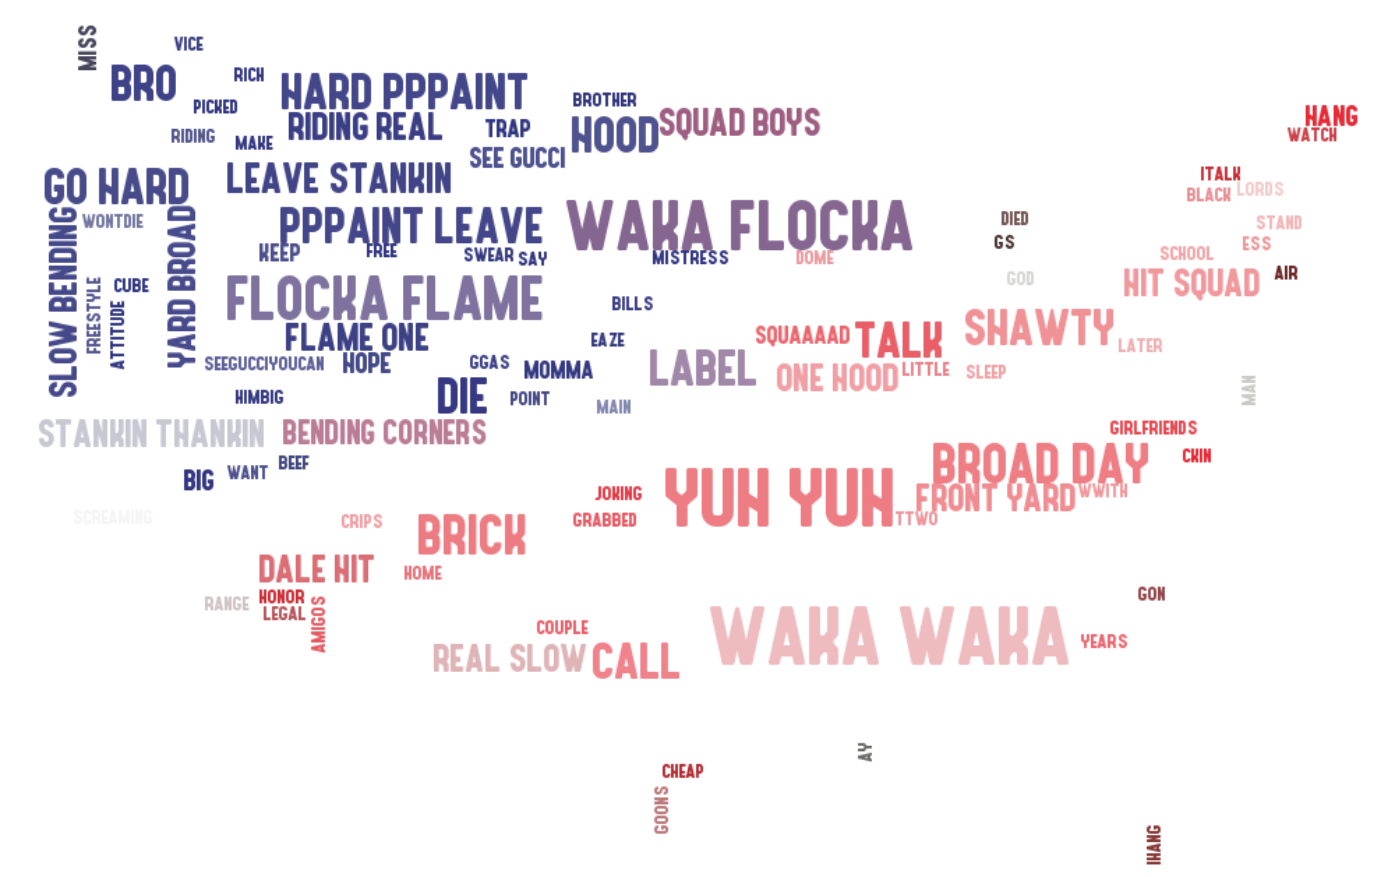 MISS
VICE
BRO
RICH
HARD PPPAINT
PICKED
BROTHER
SQUAD BOYS
HANG
RIDING
MAKE
RIDING REAL
TRAP
HOOD
WATCH
SEE GUCCI
GO HARD
LEAVE STANKIN
ITALK
BLACK
LORDS
SLOW BENDING
WONTDIE
YARD BROAD
PPPAINT LEAVE
WAKA FLOCKA
DIED
STAND
KEEP
FREE
SWEAR
SAY
MISTRESS
DOME
GS
ESS
SCHOOL
FREESTYLE
CUBE
ATTITUDE
FLOCKA FLAME
BILLS
GOD
HIT SQUAD
AIR
FLAME ONE
EAZE
SQUAAAAD
TALK
SHAWTY
LATER
SEEGUCCIYOUCAN
HOPE
GGAS
MOMMA
LABEL
ONE HOOD
LITTLE
SLEEP
HIMBIG
DIE
POINT
MAIN
MAN
STANKIN THANKIN
BENDING CORNERS
GIRLFRIENDS
BIG
WANT
BEEF
BROAD DAY
CKIN
SCREAMING
CRIPS
BRICK
JOKING
GRABBED
YUH YUH
TTWO
FRONT YARD
WWITH
DALE HIT
HOME
RANGE
HONOR
LEGAL
AMIGOS
GON
COUPLE
REAL SLOW
CALL
WAKA WAKA
YEARS
AY
CHEAP
GOONS
IHANG